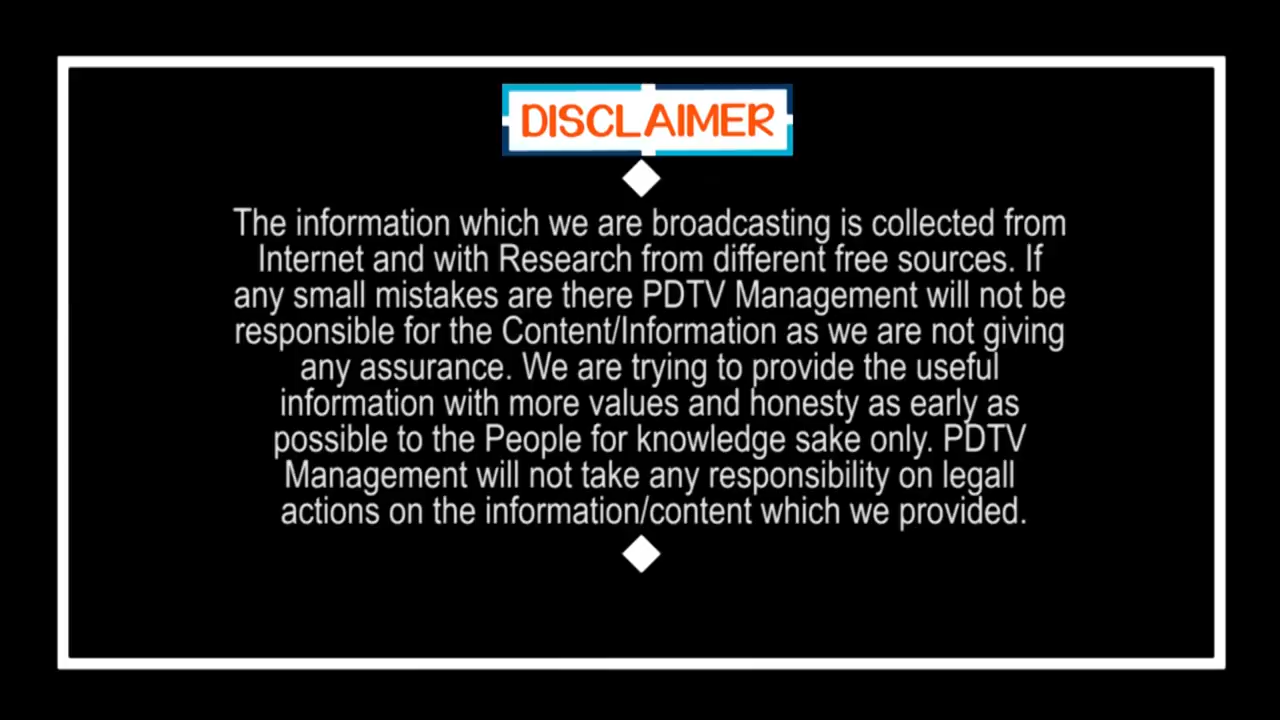 DISCLAIMER
The information which we are broadcasting is collected from
Internet and with Research from different free sources. If
any small mistakes are there PDTV Management will not be
responsible for the Content/Information as we are not giving
any assurance. We are trying to provide the useful
information with more values and honesty as early as
possible to the People for knowledge sake only. PDTV
Management will not take any responsibility on legall
actions on the information/content which we provided.